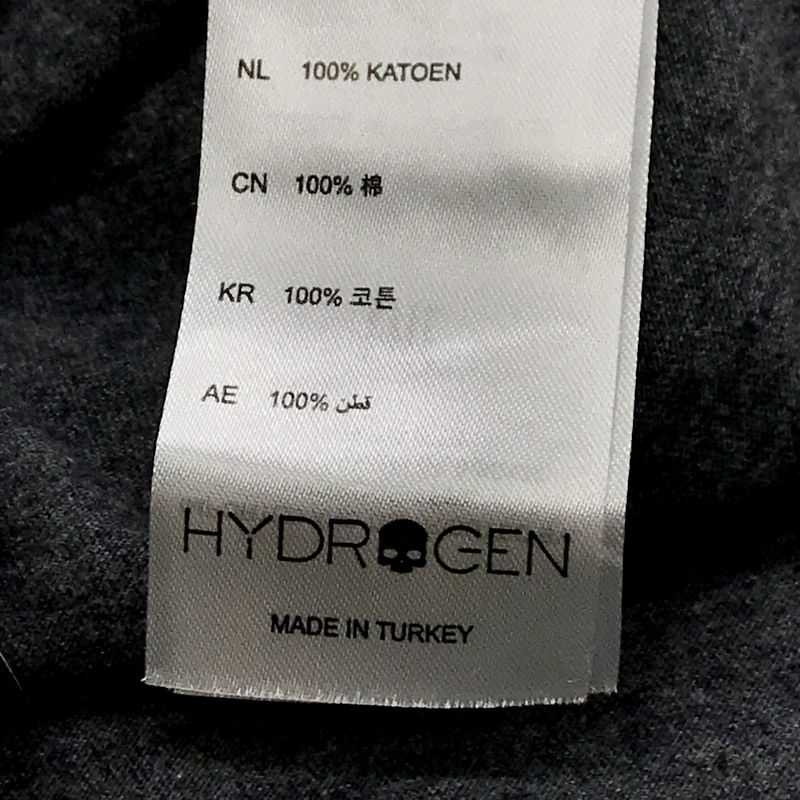 NL 100% KATOEN
CN 100% 棉
KR 100% 코튼
AE 100% قطن
HYDROGEN
MADE IN TURKEY